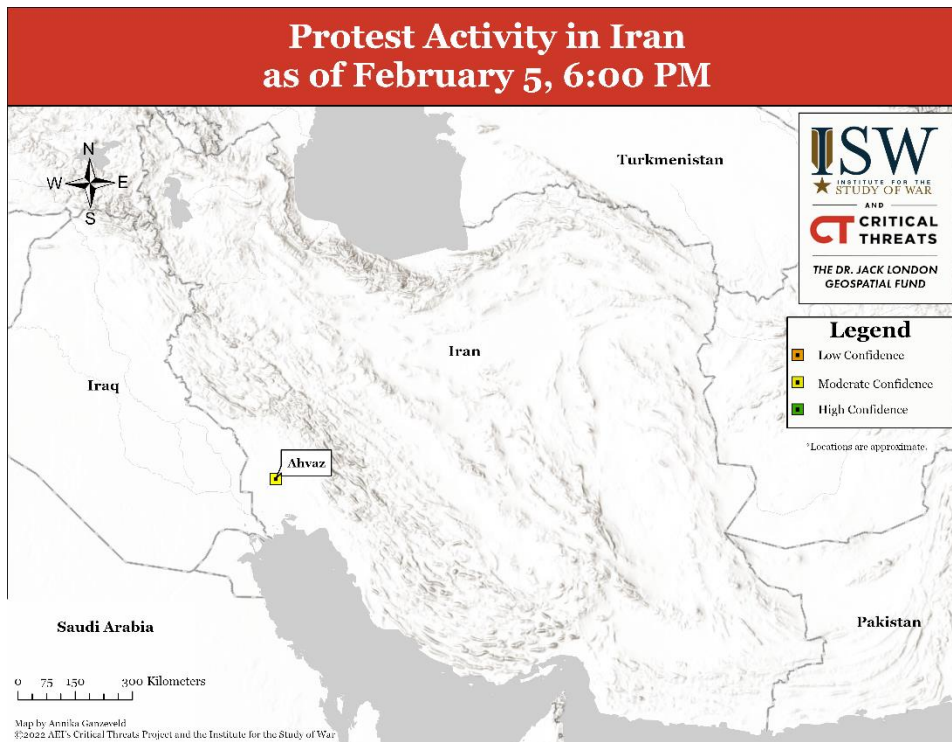 Protest Activity in Iran
as of February 5, 6:00 PM
N
W E
S
Turkmenistan
ISW
INSTITUTE FOR THE
STUDY OF WAR
AND
CT CRITICAL
THREATS
THE DR. JACK LONDON
GEOSPATIAL FUND
Legend
Low Confidence
Moderate Confidence
High Confidence
*Locations are approximate.
Iran
Iraq
Ahvaz
Saudi Arabia
Pakistan
0 75 150 300 Kilometers
Map by Annika Ganzeveld
©2022 AEI's Critical Threats Project and the Institute for the Study of War